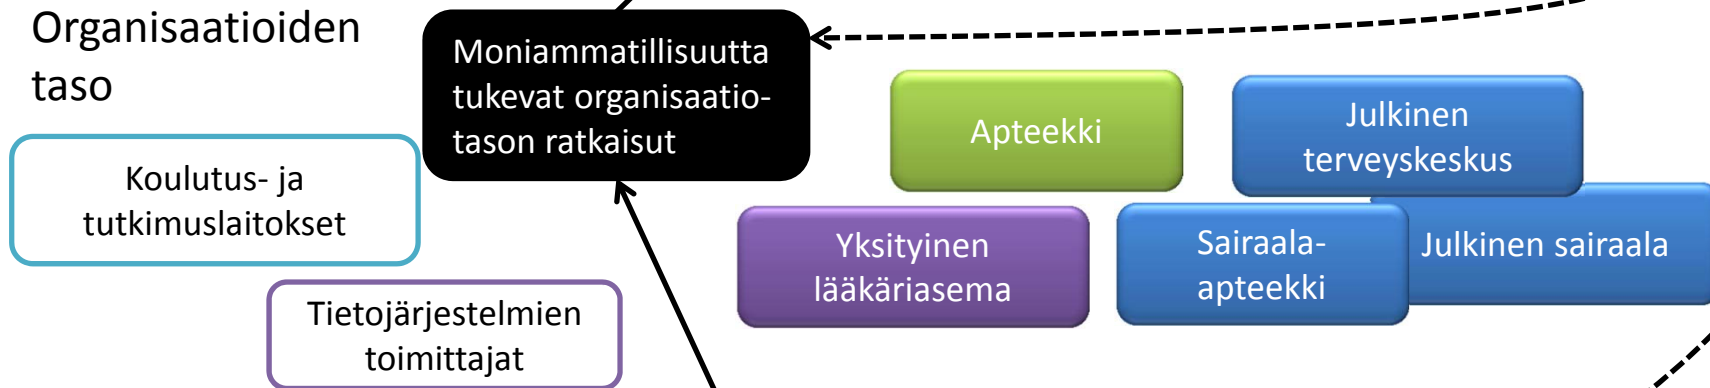 Organisaatioiden
taso
Moniammatillisuutta
tukevat organisaatio-
tason ratkaisut
Koulutus- ja
tutkimuslaitokset
Tietojärjestelmien
toimittajat
Apteekki
Julkinen
terveyskeskus
Yksityinen
lääkäriasema
Sairaala-
apteekki
Julkinen sairaala